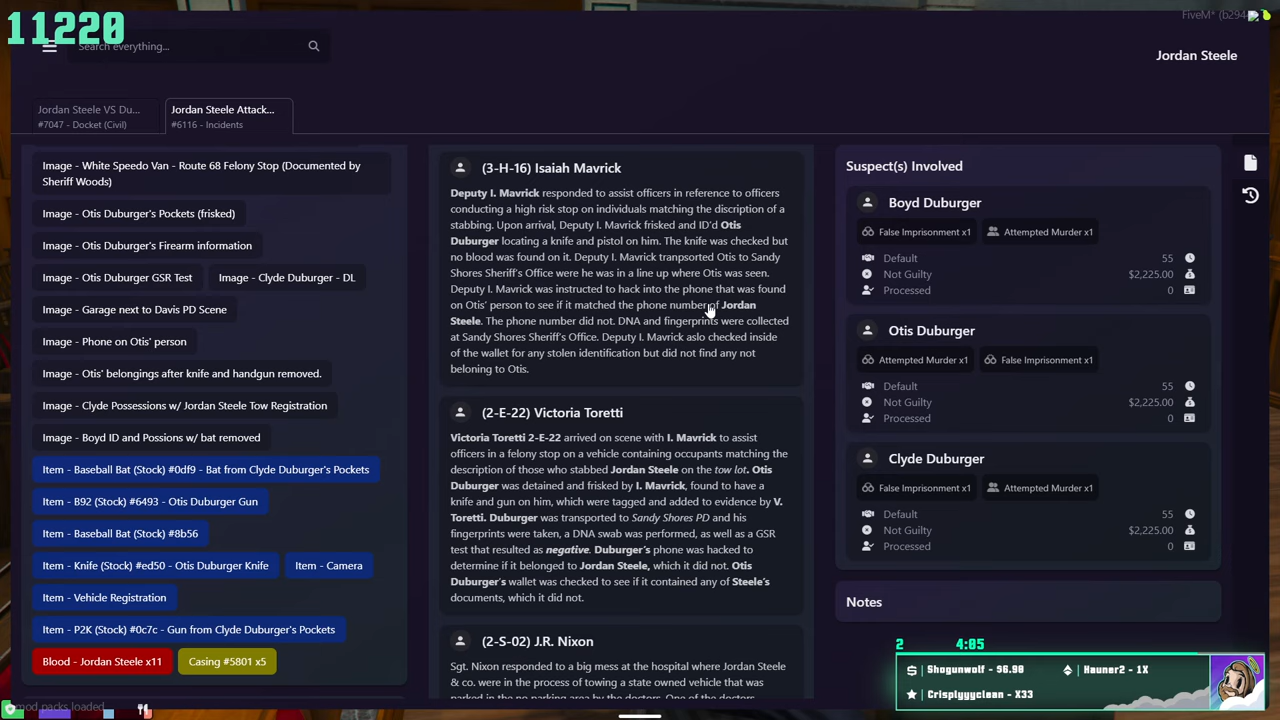 11220
FiveM* (b294
Search everything...
Jordan Steele
Jordan Steele VS Du...
#7047 - Docket (Civil)
Jordan Steele Attack...
#6116 - Incidents
Image - White Speedo Van - Route 68 Felony Stop (Documented by
Sheriff Woods)
Image - Otis Duburger's Pockets (frisked)
Image - Otis Duburger's Firearm information
Image - Otis Duburger GSR Test
Image - Clyde Duburger - DL
Image - Garage next to Davis PD Scene
Image - Phone on Otis' person
Image - Otis' belongings after knife and handgun removed.
Image - Clyde Possessions w/ Jordan Steele Tow Registration
Image - Boyd ID and Possions w/ bat removed
Item - Baseball Bat (Stock) #0df9 - Bat from Clyde Duburger's Pockets
Item - B92 (Stock) #6493 - Otis Duburger Gun
Item - Baseball Bat (Stock) #8b56
Item - Knife (Stock) #ed50 - Otis Duburger Knife
Item - Camera
Item - Vehicle Registration
Item - P2K (Stock) #0c7c - Gun from Clyde Duburger's Pockets
Blood - Jordan Steele x11
Casing #5801 x5
mod packs loaded
(3-H-16) Isaiah Mavrick
Deputy I. Mavrick responded to assist officers in reference to officers
conducting a high risk stop on individuals matching the discription of a
stabbing. Upon arrival, Deputy I. Mavrick frisked and ID'd Otis
Duburger locating a knife and pistol on him. The knife was checked but
no blood was found on it. Deputy I. Mavrick tranpsorted Otis to Sandy
Shores Sheriff's Office were he was in a line up where Otis was seen.
Deputy I. Mavrick was instructed to hack into the phone that was found
on Otis' person to see if it matched the phone number of Jordan
Steele. The phone number did not. DNA and fingerprints were collected
at Sandy Shores Sheriff's Office. Deputy I. Mavrick aslo checked inside
of the wallet for any stolen identification but did not find any not
beloning to Otis.
(2-E-22) Victoria Toretti
Victoria Toretti 2-E-22 arrived on scene with I. Mavrick to assist
officers in a felony stop on a vehicle containing occupants matching the
description of those who stabbed Jordan Steele on the tow lot. Otis
Duburger was detained and frisked by I. Mavrick, found to have a
knife and gun on him, which were tagged and added to evidence by V.
Toretti. Duburger was transported to Sandy Shores PD and his
fingerprints were taken, a DNA swab was performed, as well as a GSR
test that resulted as negative. Duburger's phone was hacked to
determine if it belonged to Jordan Steele, which it did not. Otis
Duburger's wallet was checked to see if it contained any of Steele's
documents, which it did not.
(2-S-02) J.R. Nixon
Sgt. Nixon responded to a big mess at the hospital where Jordan Steele
& co. were in the process of towing a state owned vehicle that was
parked in the no parking area by the doctors. One of the doctors
Suspect(s) Involved
Boyd Duburger
False Imprisonment x1
Attempted Murder x1
Default 55
Not Guilty $2,225.00
Processed 0
Otis Duburger
Attempted Murder x1
False Imprisonment x1
Default 55
Not Guilty $2,225.00
Processed 0
Clyde Duburger
False Imprisonment x1
Attempted Murder x1
Default 55
Not Guilty $2,225.00
Processed 0
Notes
2 4:05
Shogunwolf - $6.90
Hauner2 - 1X
Crisplyyyclean - X33